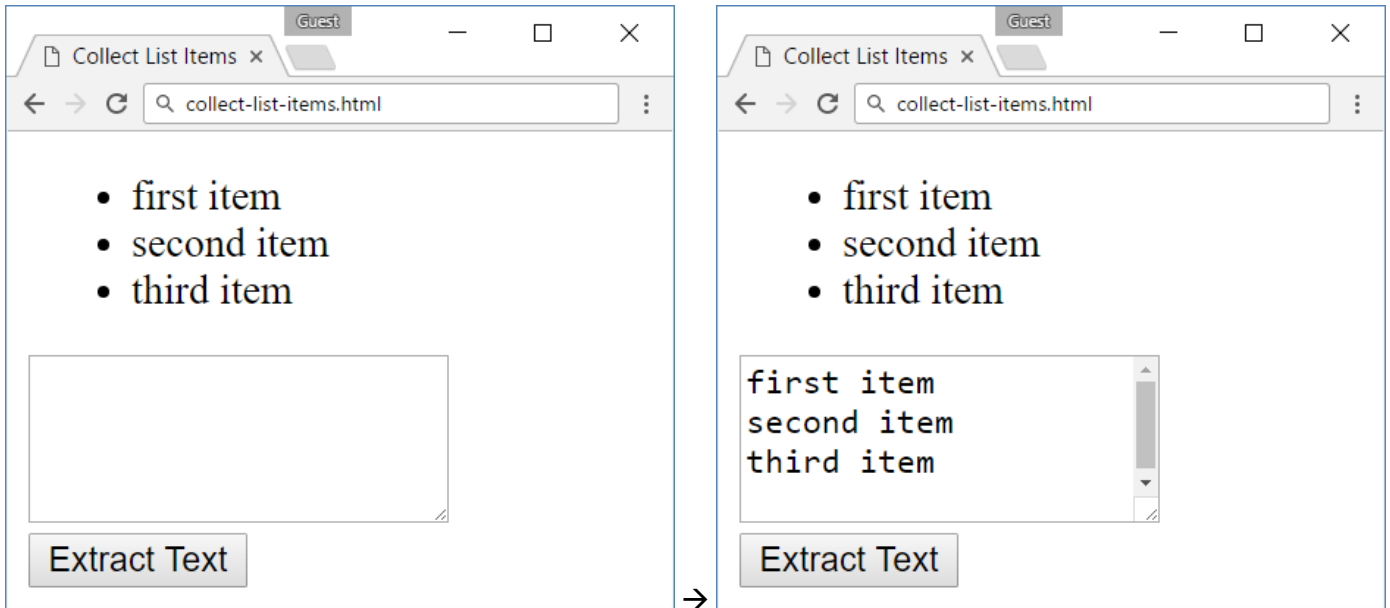 Guest
Collect List Items
collect-list-items.html
• first item
• second item
• third item
Extract Text
→
Guest
Collect List Items
collect-list-items.html
• first item
• second item
• third item
first item
second item
third item
Extract Text